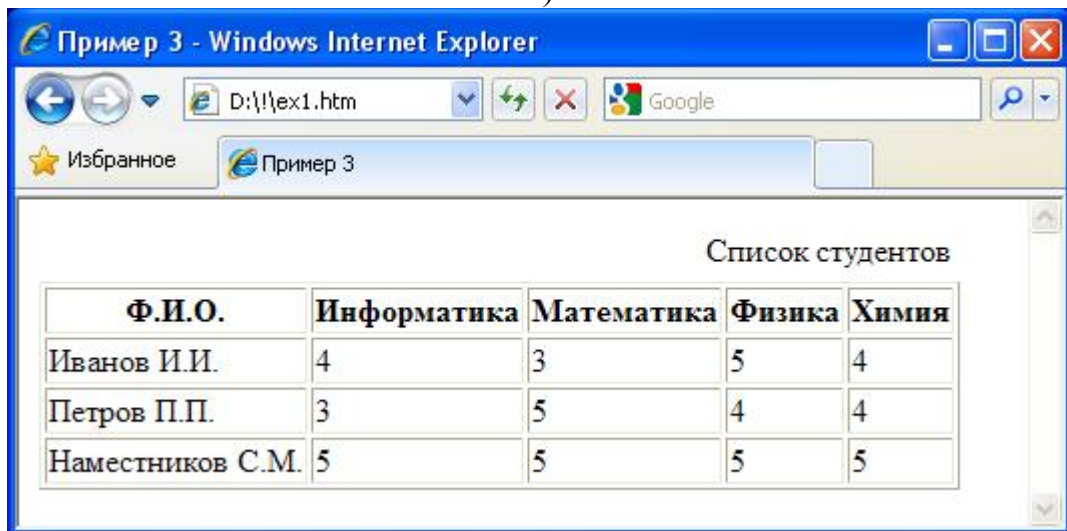 Пример 3 - Windows Internet Explorer
D:\!\ex1.htm Google
Избранное Пример 3
Список студентов
Ф.И.О. Информатика Математика Физика Химия
Иванов И.И. 4 3 5 4
Петров П.П. 3 5 4 4
Наместников С.М. 5 5 5 5